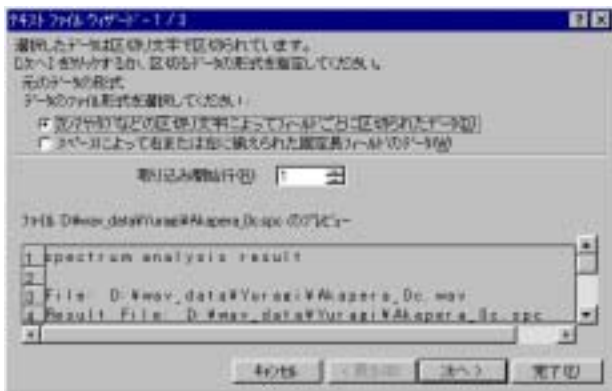 テキスト ファイル ウィザード - 1 / 3
選択したデータは区切り文字で区切られています。
[次へ] をクリックするか、区切るデータの形式を指定してください。
元のデータの形式
データのファイル形式を選択してください:
カンマやタブなどの区切り文字によってフィールドごとに区切られたデータ(D)
スペースによって右または左に揃えられた固定長フィールドのデータ(W)
取り込み開始行(R) 1
ファイル D:¥wav_data¥Yuragi¥Akapera_0c.spc のプレビュー
1 spectrum analysis result
2
3 File: D:¥wav_data¥Yuragi¥Akapera_0c.wav
4 Result File: D:¥wav_data¥Yuragi¥Akapera_0c.spc
キャンセル < 戻る(B) 次へ > 完了(F)